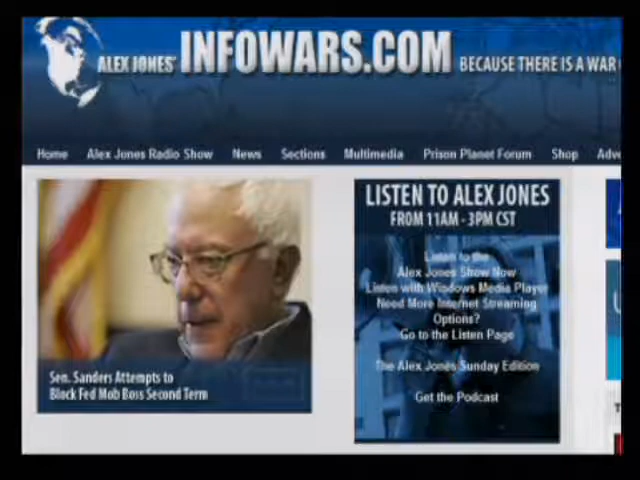 ALEX JONES' INFOWARS.COM BECAUSE THERE IS A WAR
Home Alex Jones Radio Show News Sections Multimedia Prison Planet Forum Shop Adve
LISTEN TO ALEX JONES
FROM 11AM - 3PM CST
Listen to the
Alex Jones Show Now
Listen with Windows Media Player
Need More Internet Streaming
Options?
Go to the Listen Page
The Alex Jones Sunday Edition
Get the Podcast
Sen. Sanders Attempts to
Block Fed Mob Boss Second Term